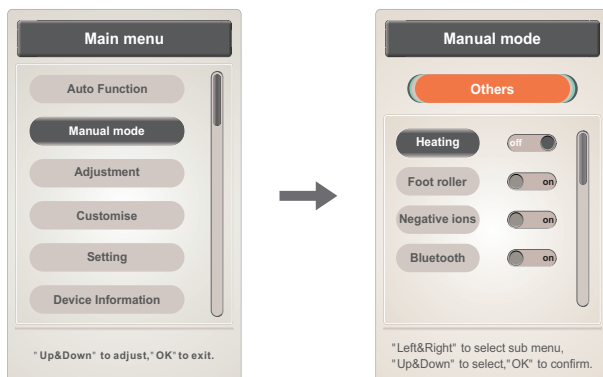 Main menu
Auto Function
Manual mode
Adjustment
Customise
Setting
Device Information
"Up&Down" to adjust,"OK"to exit.
Manual mode
Others
Heating off
Foot roller on
Negative ions on
Bluetooth on
"Left&Right" to select sub menu,
"Up&Down" to select,"OK" to confirm.